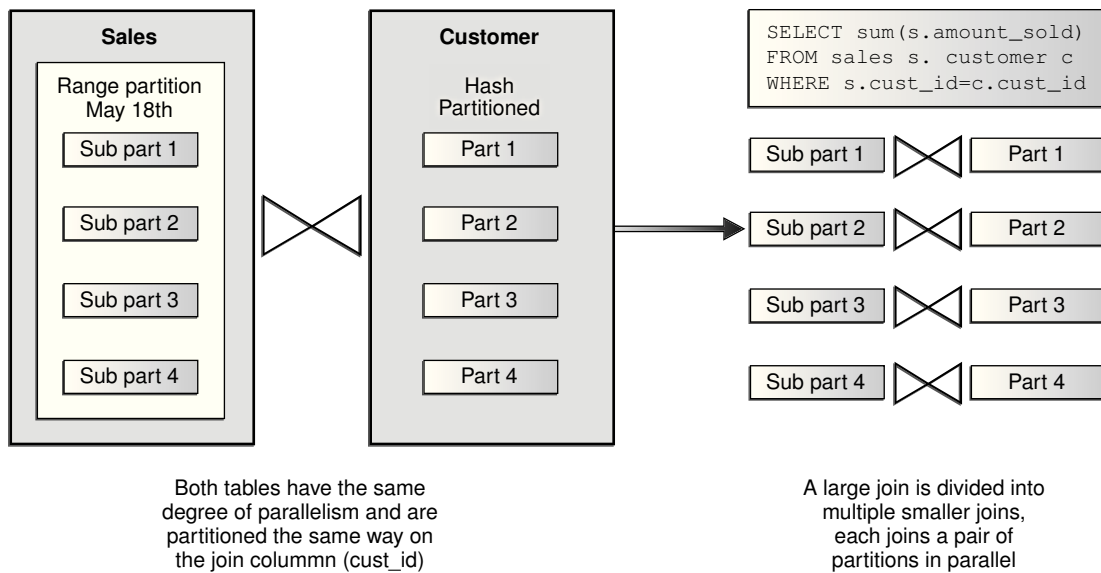 Sales
Range partition
May 18th
Sub part 1
Sub part 2
Sub part 3
Sub part 4
Customer
Hash
Partitioned
Part 1
Part 2
Part 3
Part 4
SELECT sum(s.amount_sold)
FROM sales s. customer c
WHERE s.cust_id=c.cust_id
Sub part 1 Part 1
Sub part 2 Part 2
Sub part 3 Part 3
Sub part 4 Part 4
Both tables have the same
degree of parallelism and are
partitioned the same way on
the join colummn (cust_id)
A large join is divided into
multiple smaller joins,
each joins a pair of
partitions in parallel